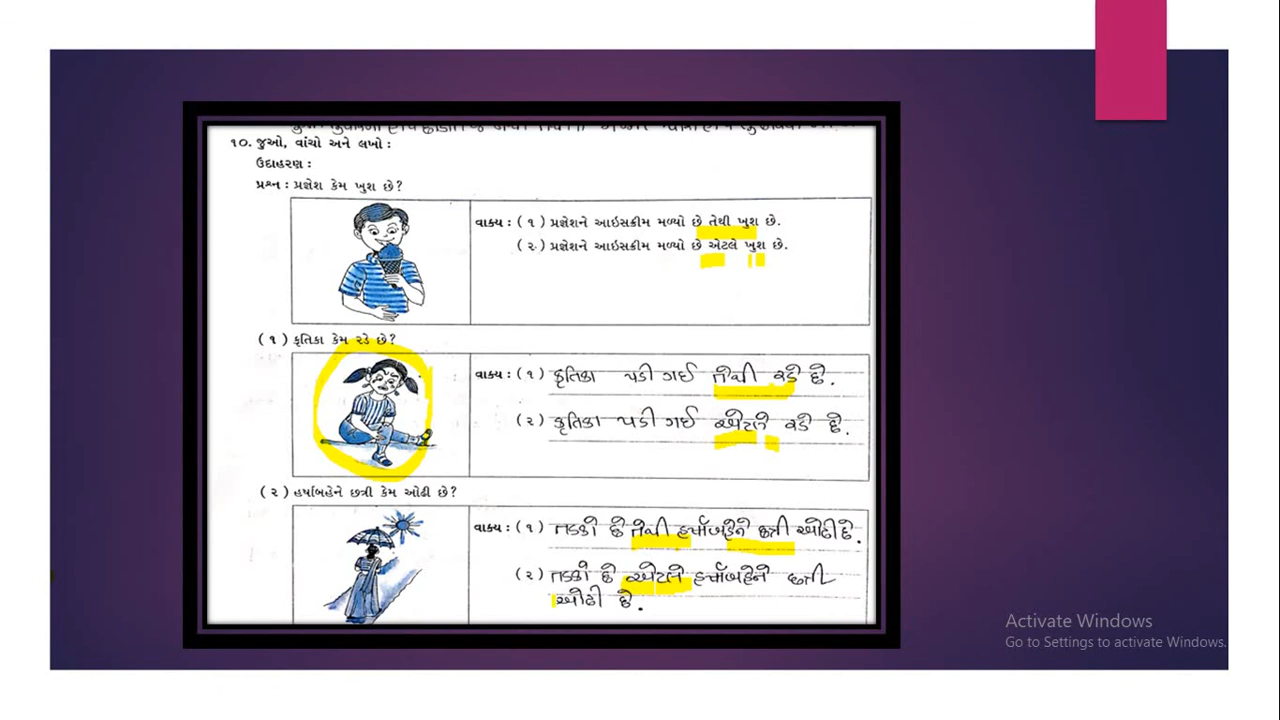 ૧૦. જુઓ, વાંચો અને લખો :
ઉદાહરણ :
પ્રશ્ન : પ્રજ્ઞેશ કેમ ખુશ છે?
વાક્ય : ( ૧ ) પ્રજ્ઞેશને આઇસક્રીમ મળ્યો છે તેથી ખુશ છે.
( ૨ ) પ્રજ્ઞેશને આઇસક્રીમ મળ્યો છે એટલે ખુશ છે.
( ૧ ) કૃતિકા કેમ રડે છે?
વાક્ય : ( ૧ ) કૃતિકા પડી ગઈ તેથી રડે છે.
( ૨ ) કૃતિકા પડી ગઈ એટલે રડે છે.
( ૨ ) હર્ષાબહેને છત્રી કેમ ઓઢી છે?
વાક્ય : ( ૧ ) તડકો છે તેથી હર્ષાબહેને છત્રી ઓઢી છે.
( ૨ ) તડકો છે એટલે હર્ષાબહેને છત્રી
ઓઢી છે.
Activate Windows
Go to Settings to activate Windows.